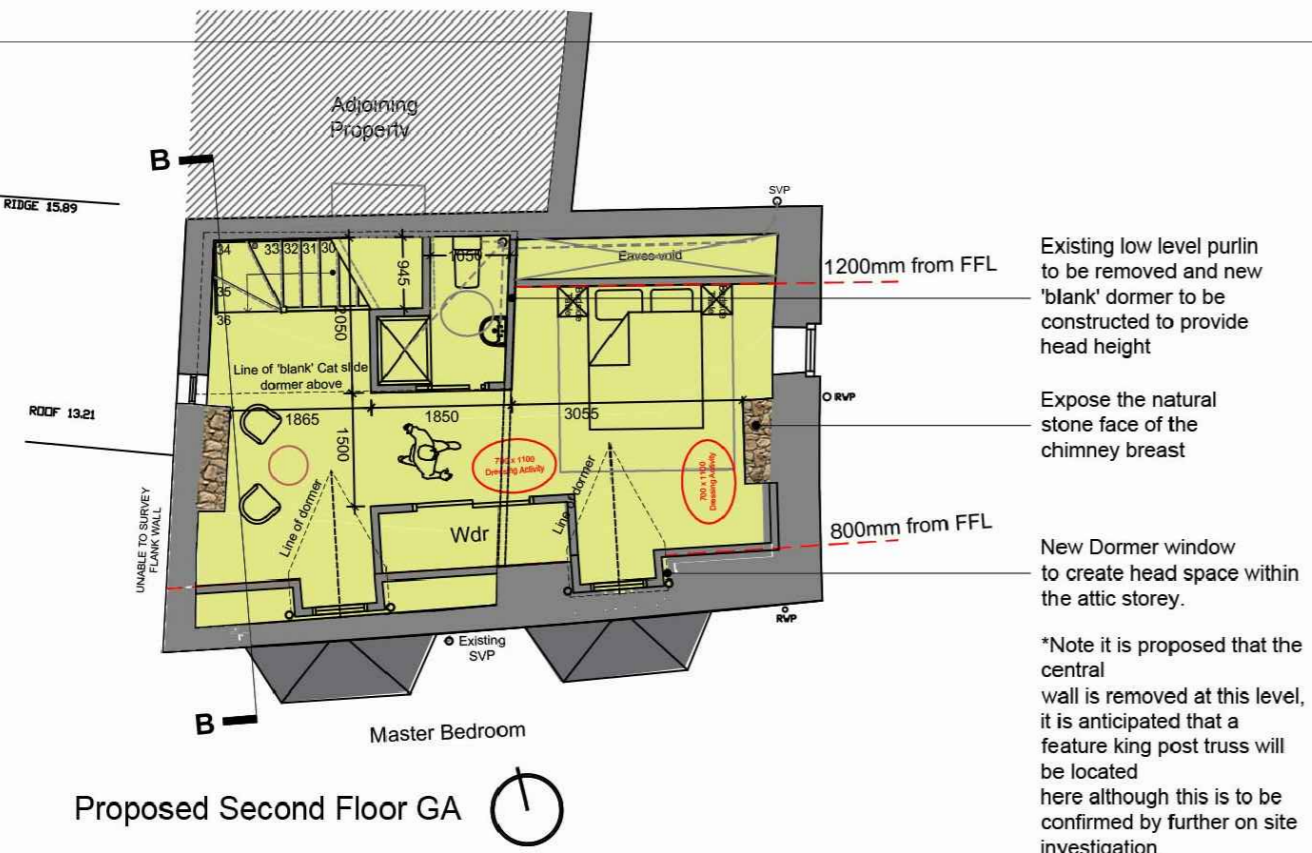 Adjoining
Property
B
RIDGE 15.89
SVP
34
33
32
31
30
35
36
945
1050
2050
Eaves void
1200mm from FFL
Existing low level purlin
to be removed and new
'blank' dormer to be
constructed to provide
head height
Line of 'blank' Cat slide
dormer above
ROOF 13.21
1865
1850
3055
1500
RWP
Expose the natural
stone face of the
chimney breast
700 x 1100
Dressing Activity
700 x 1100
Dressing Activity
Line of dormer
Line of dormer
Wdr
UNABLE TO SURVEY
FLANK WALL
800mm from FFL
New Dormer window
to create head space within
the attic storey.
RWP
Existing
SVP
*Note it is proposed that the
central
wall is removed at this level,
it is anticipated that a
feature king post truss will
be located
here although this is to be
confirmed by further on site
investigation
B
Master Bedroom
Proposed Second Floor GA